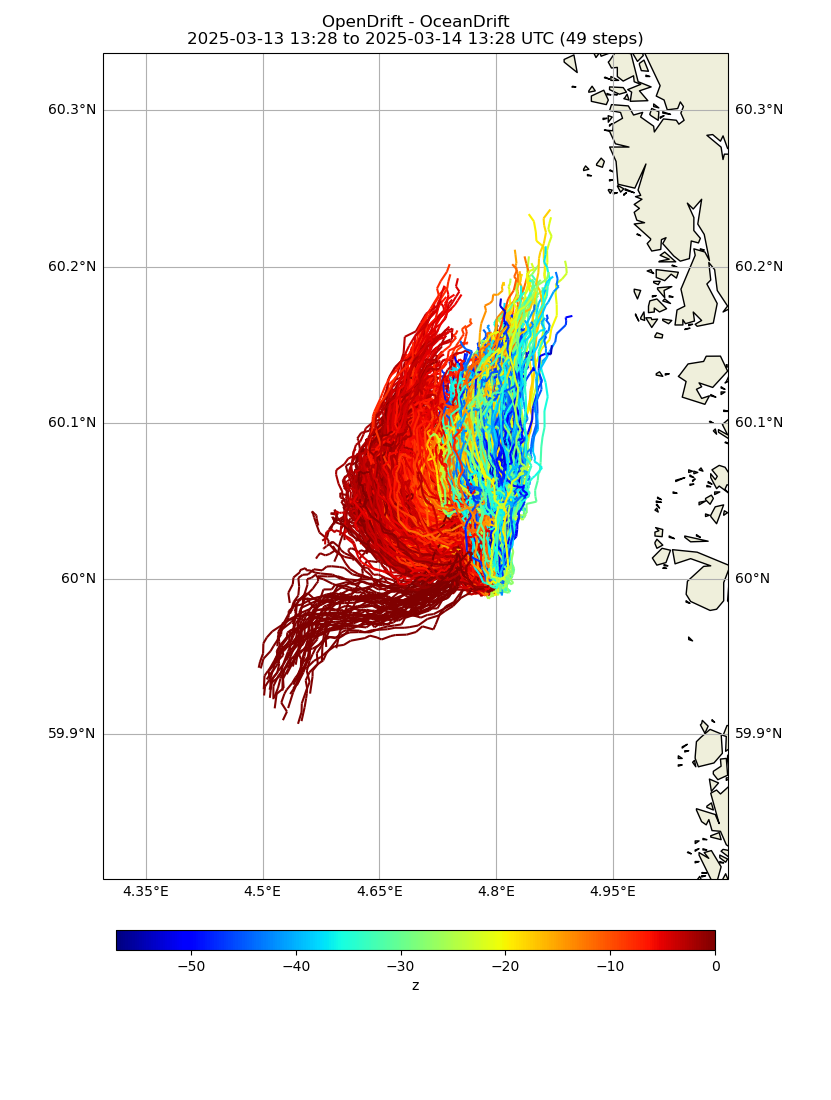 OpenDrift - OceanDrift
2025-03-13 13:28 to 2025-03-14 13:28 UTC (49 steps)
60.3°N 60.3°N
60.2°N 60.2°N
60.1°N 60.1°N
60°N 60°N
59.9°N 59.9°N
4.35°E 4.5°E 4.65°E 4.8°E 4.95°E
−50 −40 −30 −20 −10 0
z